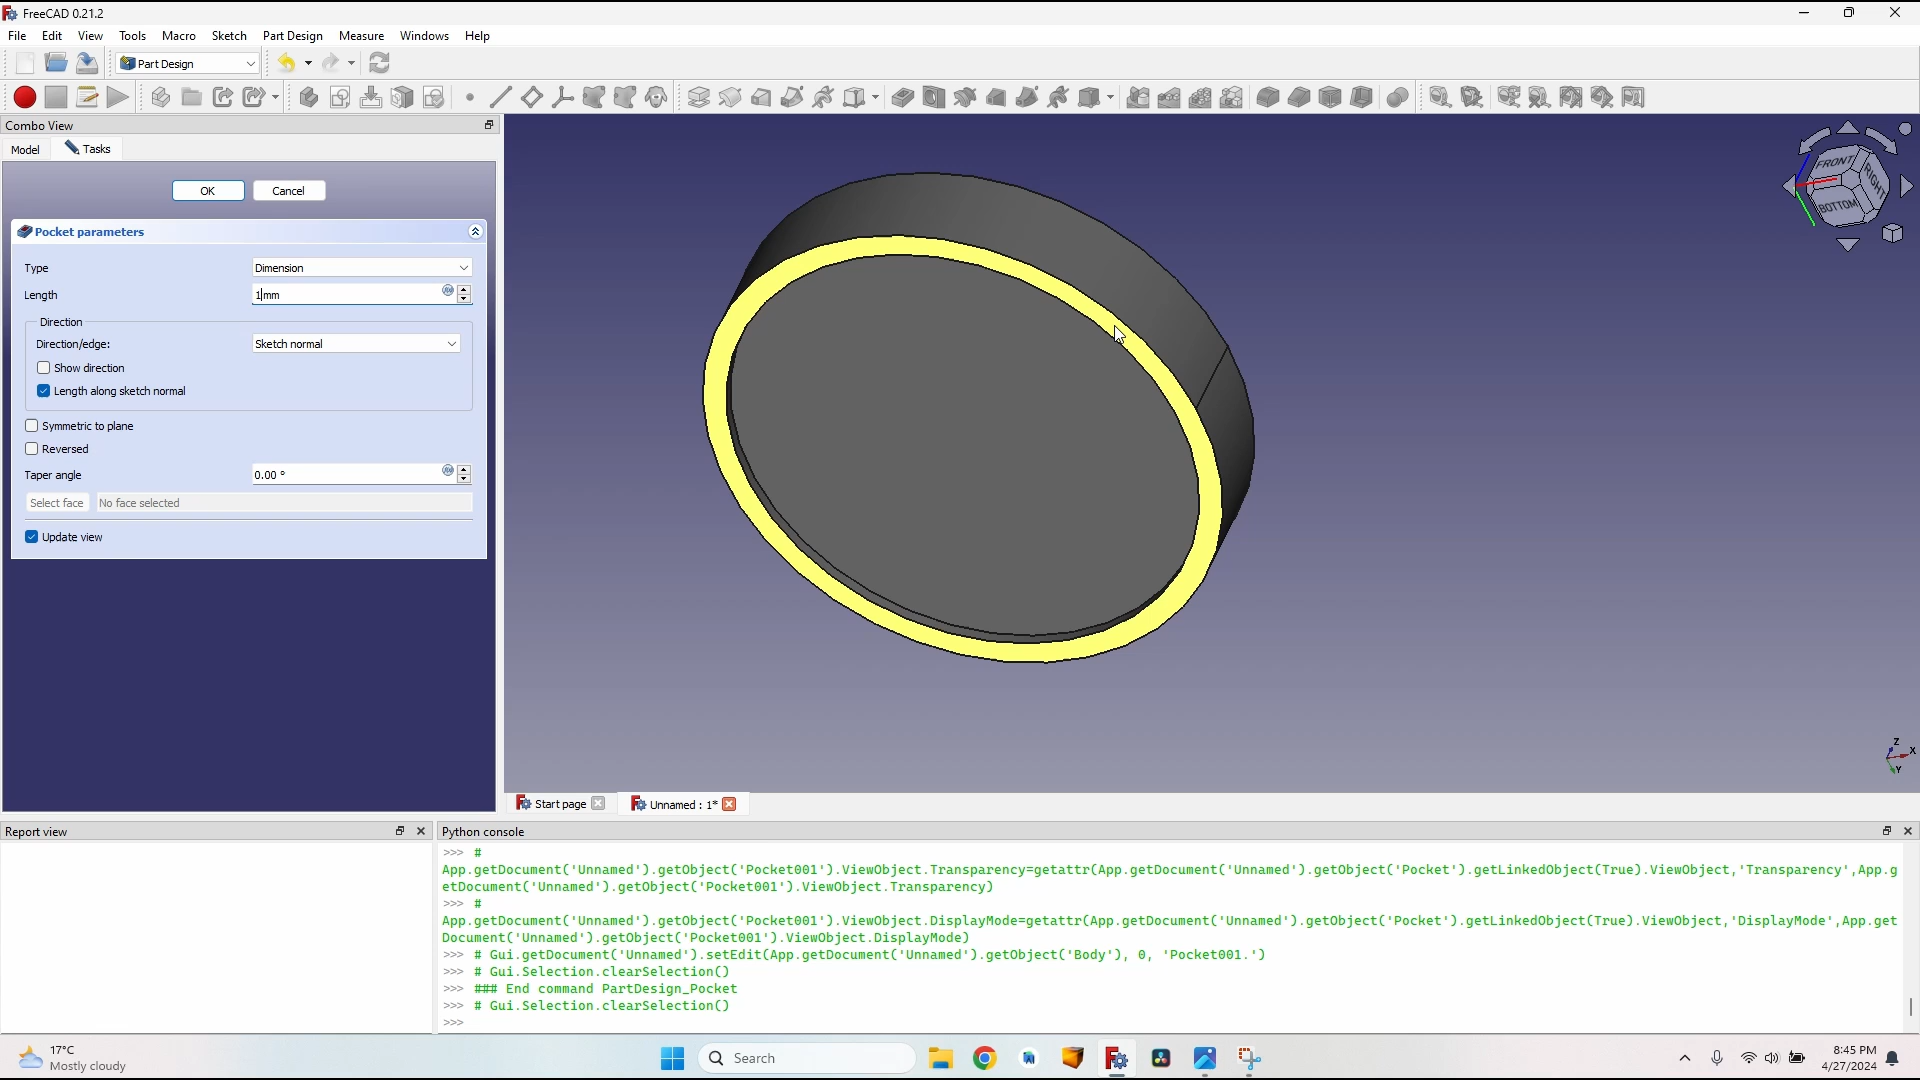 FreeCAD 0.21.2
File Edit View Tools Macro Sketch Part Design Measure Windows Help
Part Design
Combo View
Model Tasks
OK Cancel
Pocket parameters
Type Dimension
Length 1mm
Direction
Direction/edge: Sketch normal
Show direction
Length along sketch normal
Symmetric to plane
Reversed
Taper angle 0.00 °
Select face No face selected
Update view
FRONT
RIGHT
BOTTOM
Z
X
Y
Start page Unnamed : 1*
Report view
Python console
>>> #
App.getDocument('Unnamed').getObject('Pocket001').ViewObject.Transparency=getattr(App.getDocument('Unnamed').getObject('Pocket').getLinkedObject(True).ViewObject,'Transparency',App.g
etDocument('Unnamed').getObject('Pocket001').ViewObject.Transparency)
>>> #
App.getDocument('Unnamed').getObject('Pocket001').ViewObject.DisplayMode=getattr(App.getDocument('Unnamed').getObject('Pocket').getLinkedObject(True).ViewObject,'DisplayMode',App.get
Document('Unnamed').getObject('Pocket001').ViewObject.DisplayMode)
>>> # Gui.getDocument('Unnamed').setEdit(App.getDocument('Unnamed').getObject('Body'), 0, 'Pocket001.')
>>> # Gui.Selection.clearSelection()
>>> ### End command PartDesign_Pocket
>>> # Gui.Selection.clearSelection()
>>>
17°C
Mostly cloudy
Search
8:45 PM
4/27/2024